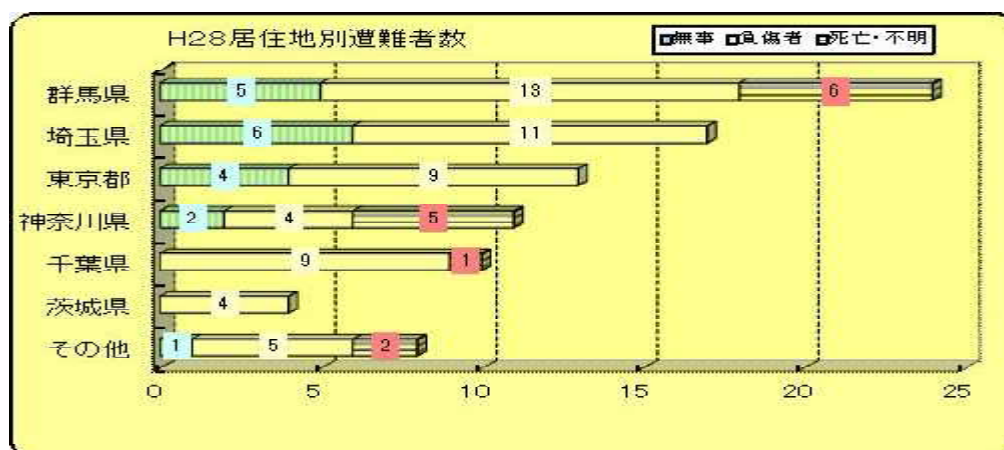 H28居住地別遭難者数
無事 負傷者 死亡・不明
群馬県 5 13 6
埼玉県 6 11
東京都 4 9
神奈川県 2 4 5
千葉県 9 1
茨城県 4
その他 1 5 2
0 5 10 15 20 25